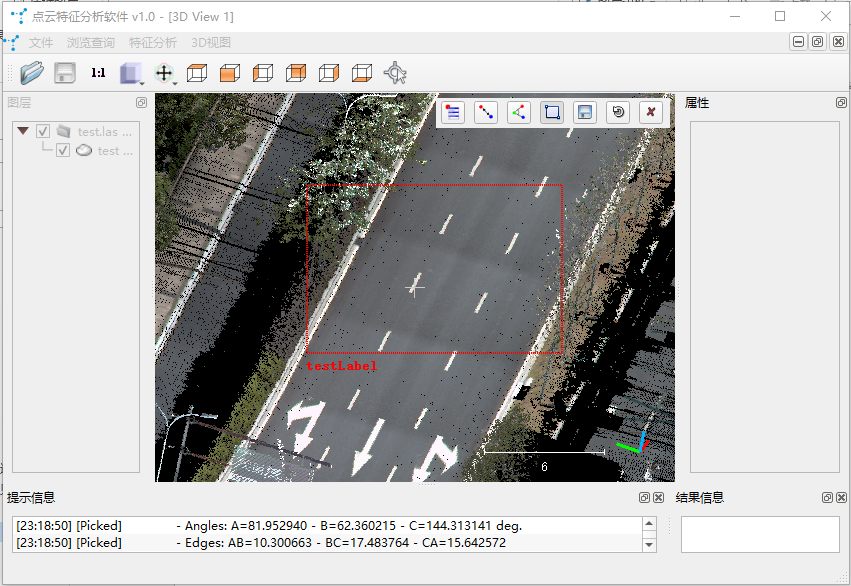 点云特征分析软件 v1.0 - [3D View 1]
文件 浏览查询 特征分析 3D视图
1:1
图层
属性
test.las ...
test ...
testLabel
6
提示信息
结果信息
[23:18:50] [Picked] - Angles: A=81.952940 - B=62.360215 - C=144.313141 deg.
[23:18:50] [Picked] - Edges: AB=10.300663 - BC=17.483764 - CA=15.642572